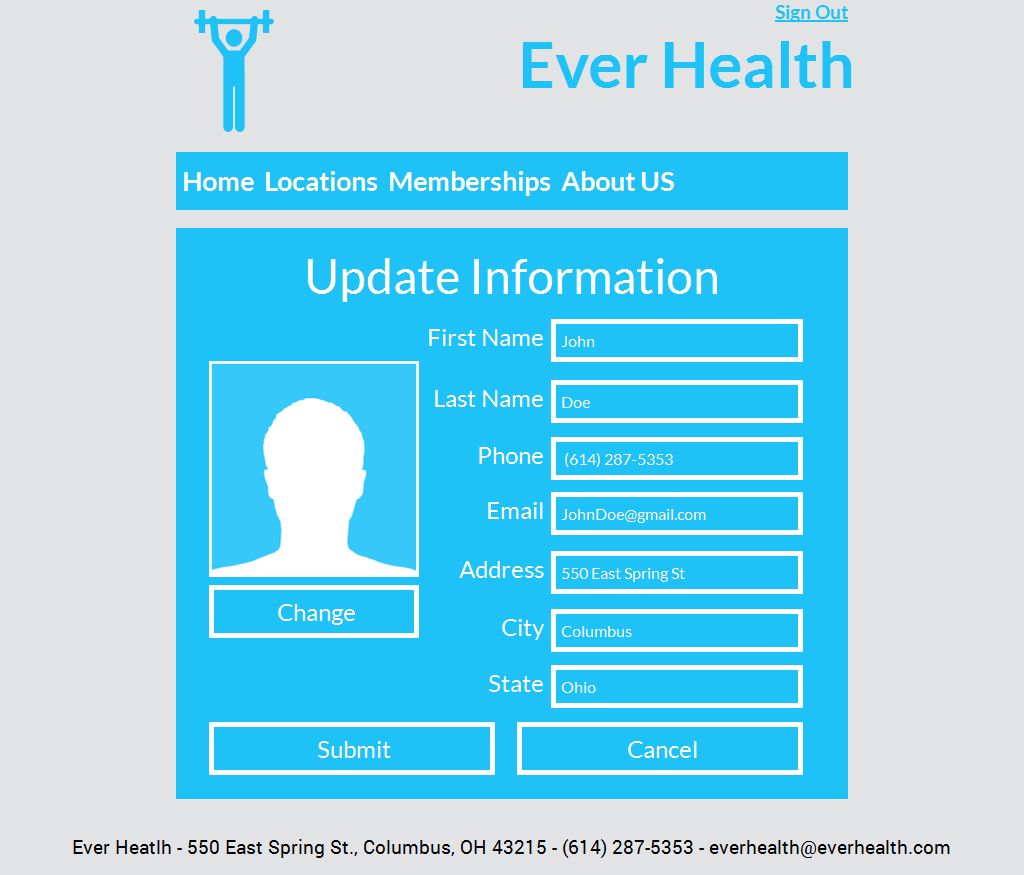 Sign Out
Ever Health
Home Locations Memberships About US
Update Information
First Name John
Last Name Doe
Phone (614) 287-5353
Email JohnDoe@gmail.com
Address 550 East Spring St
Change
City Columbus
State Ohio
Submit Cancel
Ever Heatlh - 550 East Spring St., Columbus, OH 43215 - (614) 287-5353 - everhealth@everhealth.com